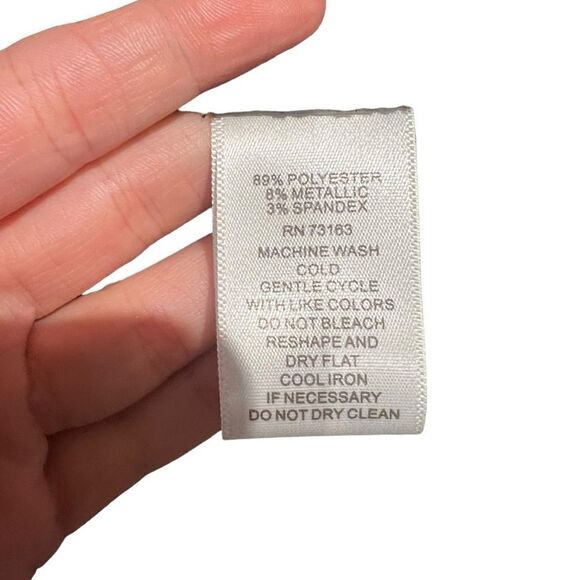 89% POLYESTER
8% METALLIC
3% SPANDEX
RN 73163
MACHINE WASH
COLD
GENTLE CYCLE
WITH LIKE COLORS
DO NOT BLEACH
RESHAPE AND
DRY FLAT
COOL IRON
IF NECESSARY
DO NOT DRY CLEAN